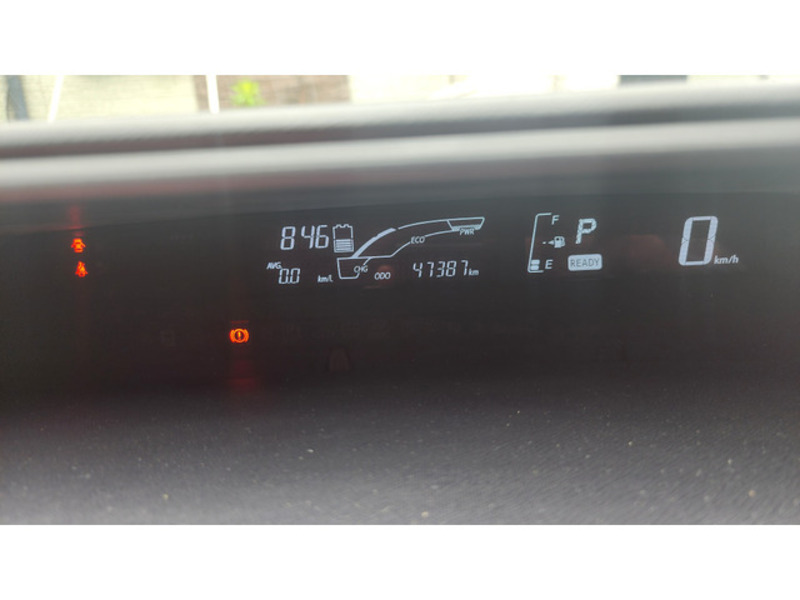 846
PWR
ECO
CHG
AVG.
0.0 km/L
ODO 47387 km
F
E
P
READY
0 km/h